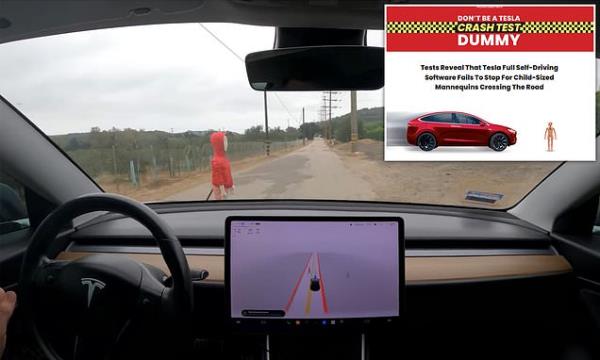 DON'T BE A TESLA
CRASH TEST
DUMMY
Tests Reveal That Tesla Full Self-Driving
Software Fails To Stop For Child-Sized
Mannequins Crossing The Road